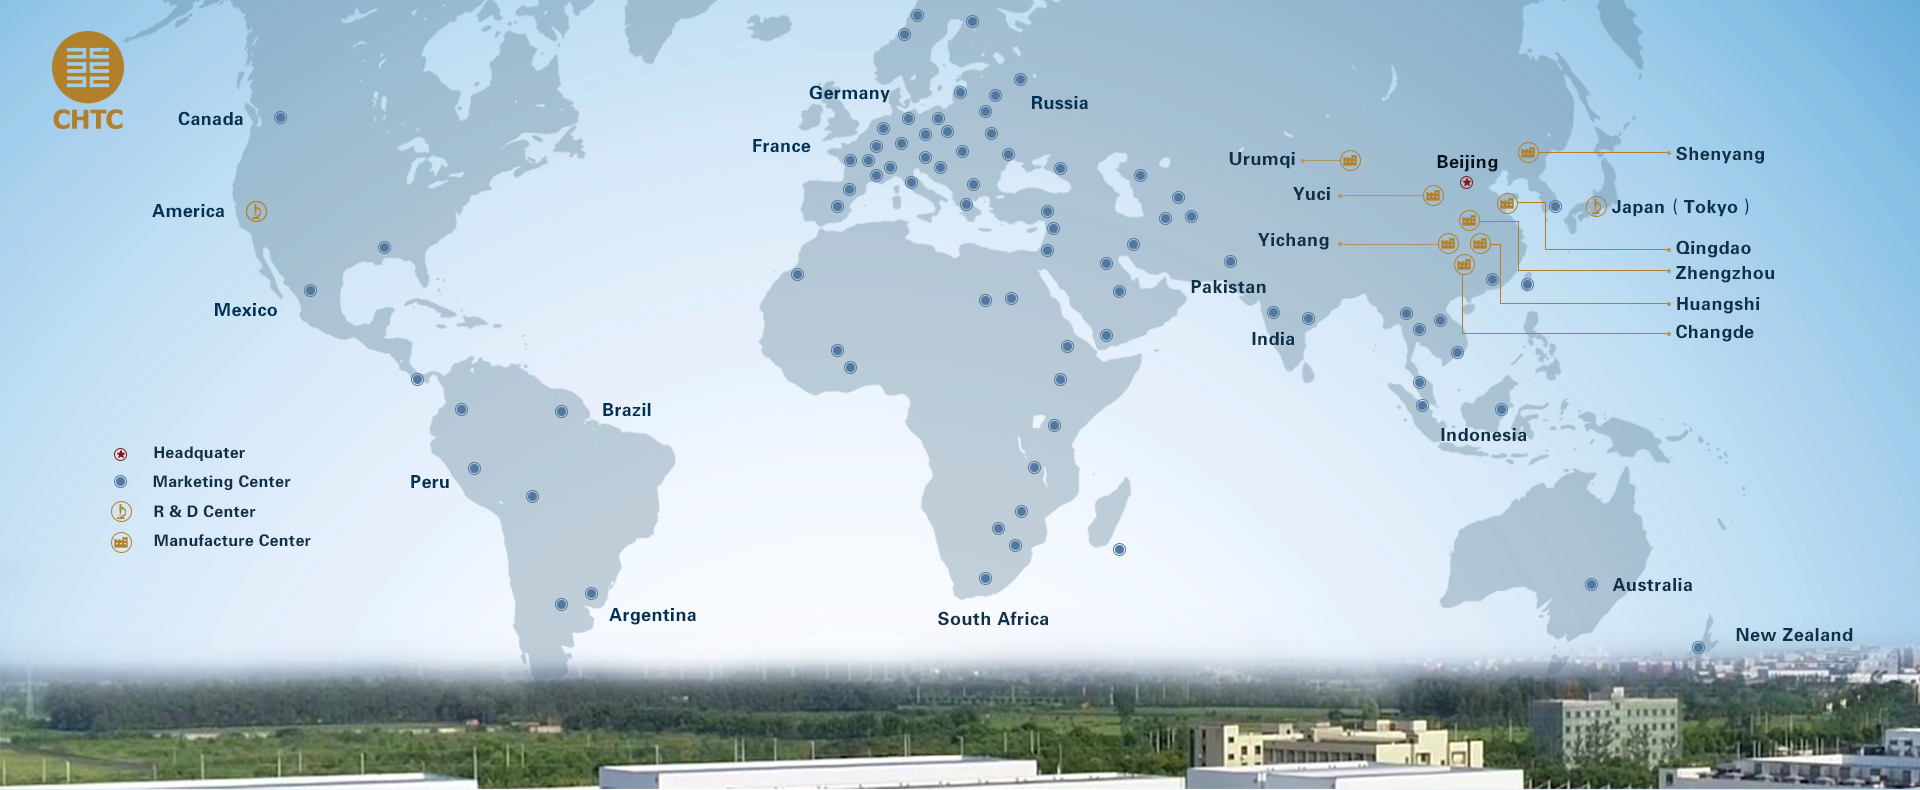 CHTC
Germany
Russia
Canada
France
Urumqi
Beijing
Shenyang
Yuci
America
Japan ( Tokyo )
Yichang
Qingdao
Zhengzhou
Pakistan
Mexico
Huangshi
India
Changde
Brazil
Indonesia
Headquater
Marketing Center
R & D Center
Manufacture Center
Peru
Australia
Argentina
South Africa
New Zealand